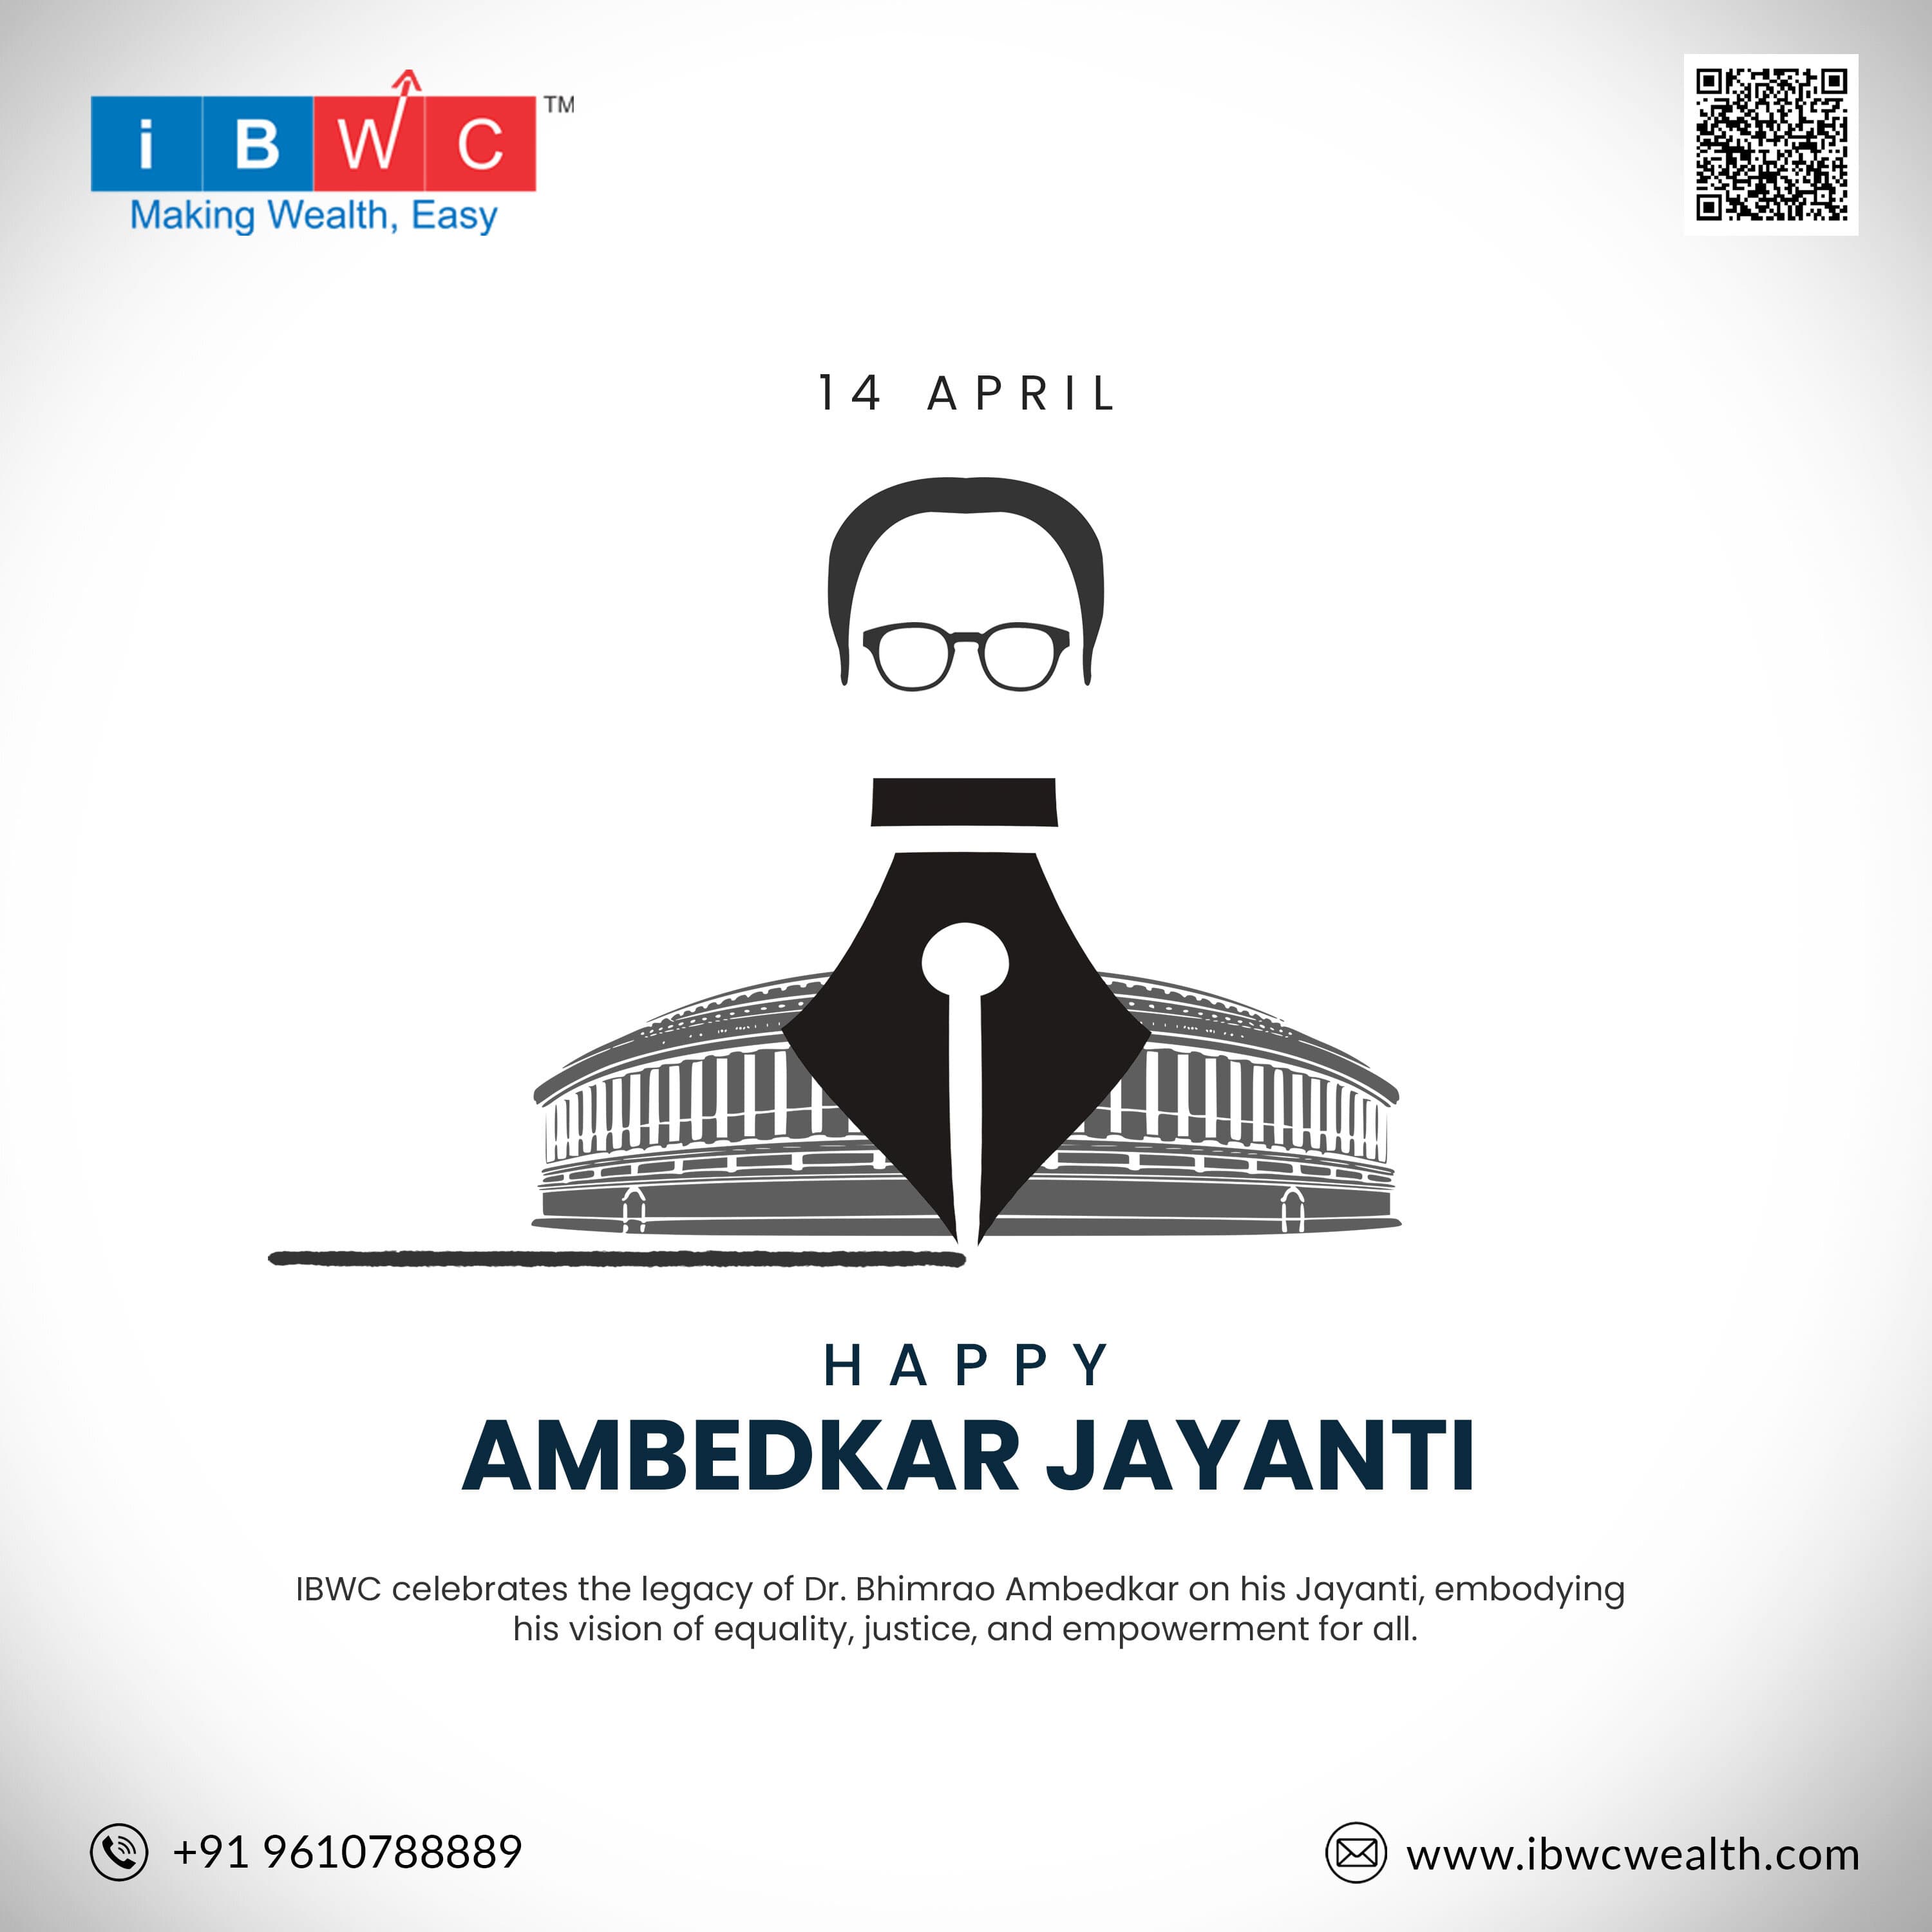 iBWC™
Making Wealth, Easy
14 APRIL
HAPPY
AMBEDKAR JAYANTI
IBWC celebrates the legacy of Dr. Bhimrao Ambedkar on his Jayanti, embodying
his vision of equality, justice, and empowerment for all.
+91 9610788889
www.ibwcwealth.com